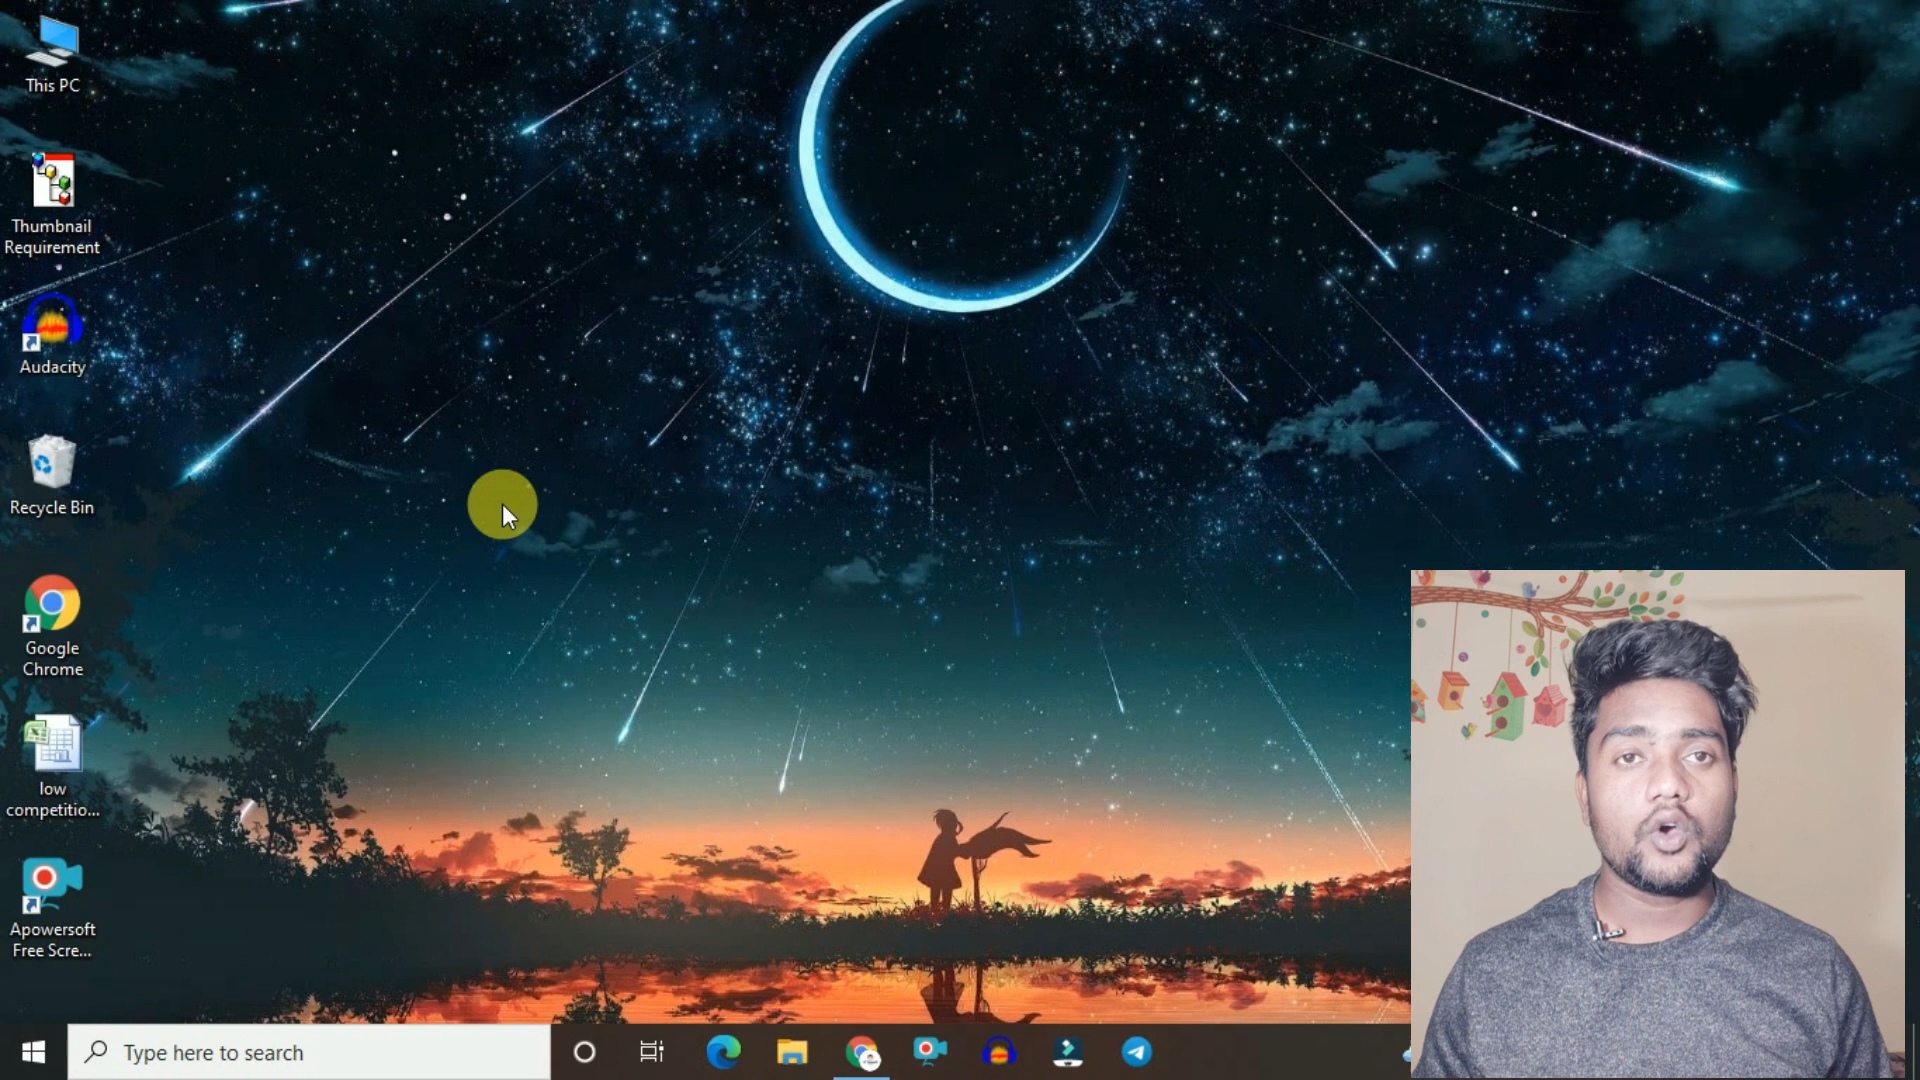 This PC
Thumbnail
Requirement
Audacity
Recycle Bin
Google
Chrome
low
competitio...
Apowersoft
Free Scre...
Type here to search